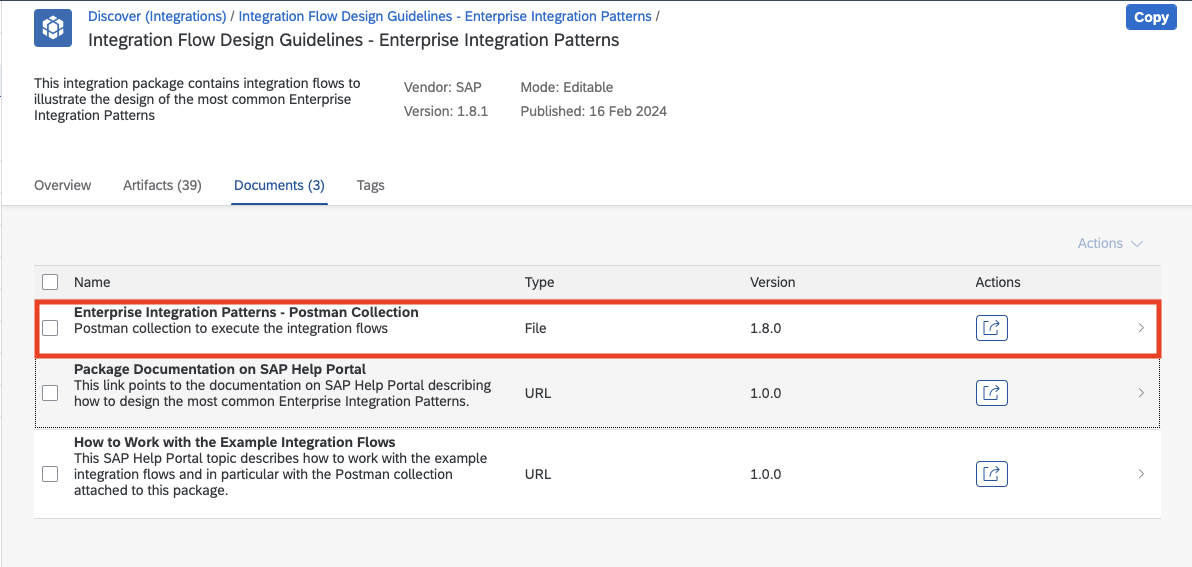 Discover (Integrations) / Integration Flow Design Guidelines - Enterprise Integration Patterns /
Copy
Integration Flow Design Guidelines - Enterprise Integration Patterns
This integration package contains integration flows to
illustrate the design of the most common Enterprise
Integration Patterns
Vendor: SAP
Mode: Editable
Version: 1.8.1
Published: 16 Feb 2024
Overview
Artifacts (39)
Documents (3)
Tags
Actions
Name
Type
Version
Actions
Enterprise Integration Patterns - Postman Collection
Postman collection to execute the integration flows
File
1.8.0
Package Documentation on SAP Help Portal
This link points to the documentation on SAP Help Portal describing
how to design the most common Enterprise Integration Patterns.
URL
1.0.0
How to Work with the Example Integration Flows
This SAP Help Portal topic describes how to work with the example
integration flows and in particular with the Postman collection
attached to this package.
URL
1.0.0